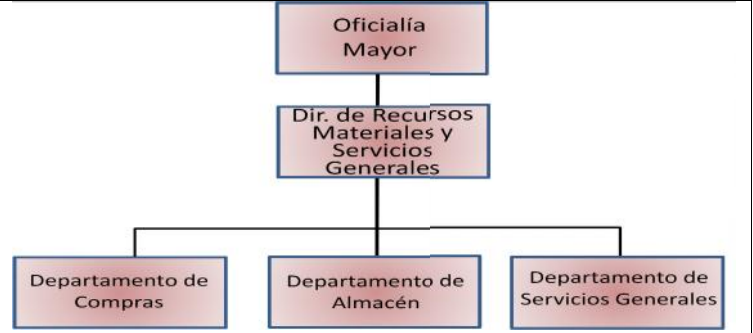 Oficialía
Mayor
Dir. de Recursos
Materiales y
Servicios
Generales
Departamento de
Compras
Departamento de
Almacén
Departamento de
Servicios Generales